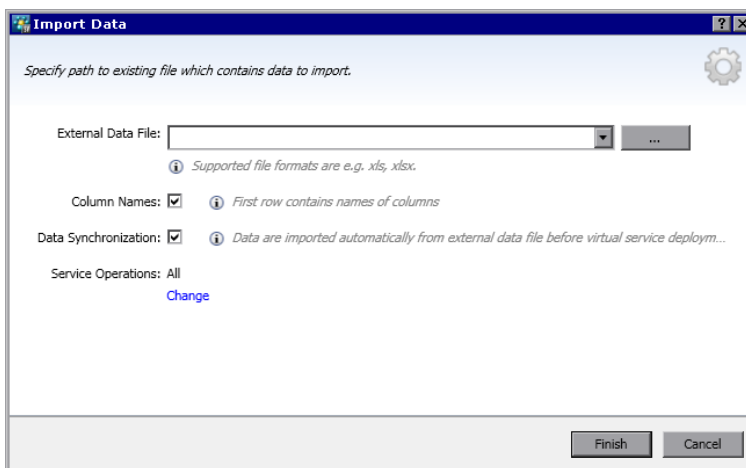 Import Data
Specify path to existing file which contains data to import.
External Data File:
...
Supported file formats are e.g. xls, xlsx.
Column Names:
First row contains names of columns
Data Synchronization:
Data are imported automatically from external data file before virtual service deploym...
Service Operations: All
Change
Finish Cancel